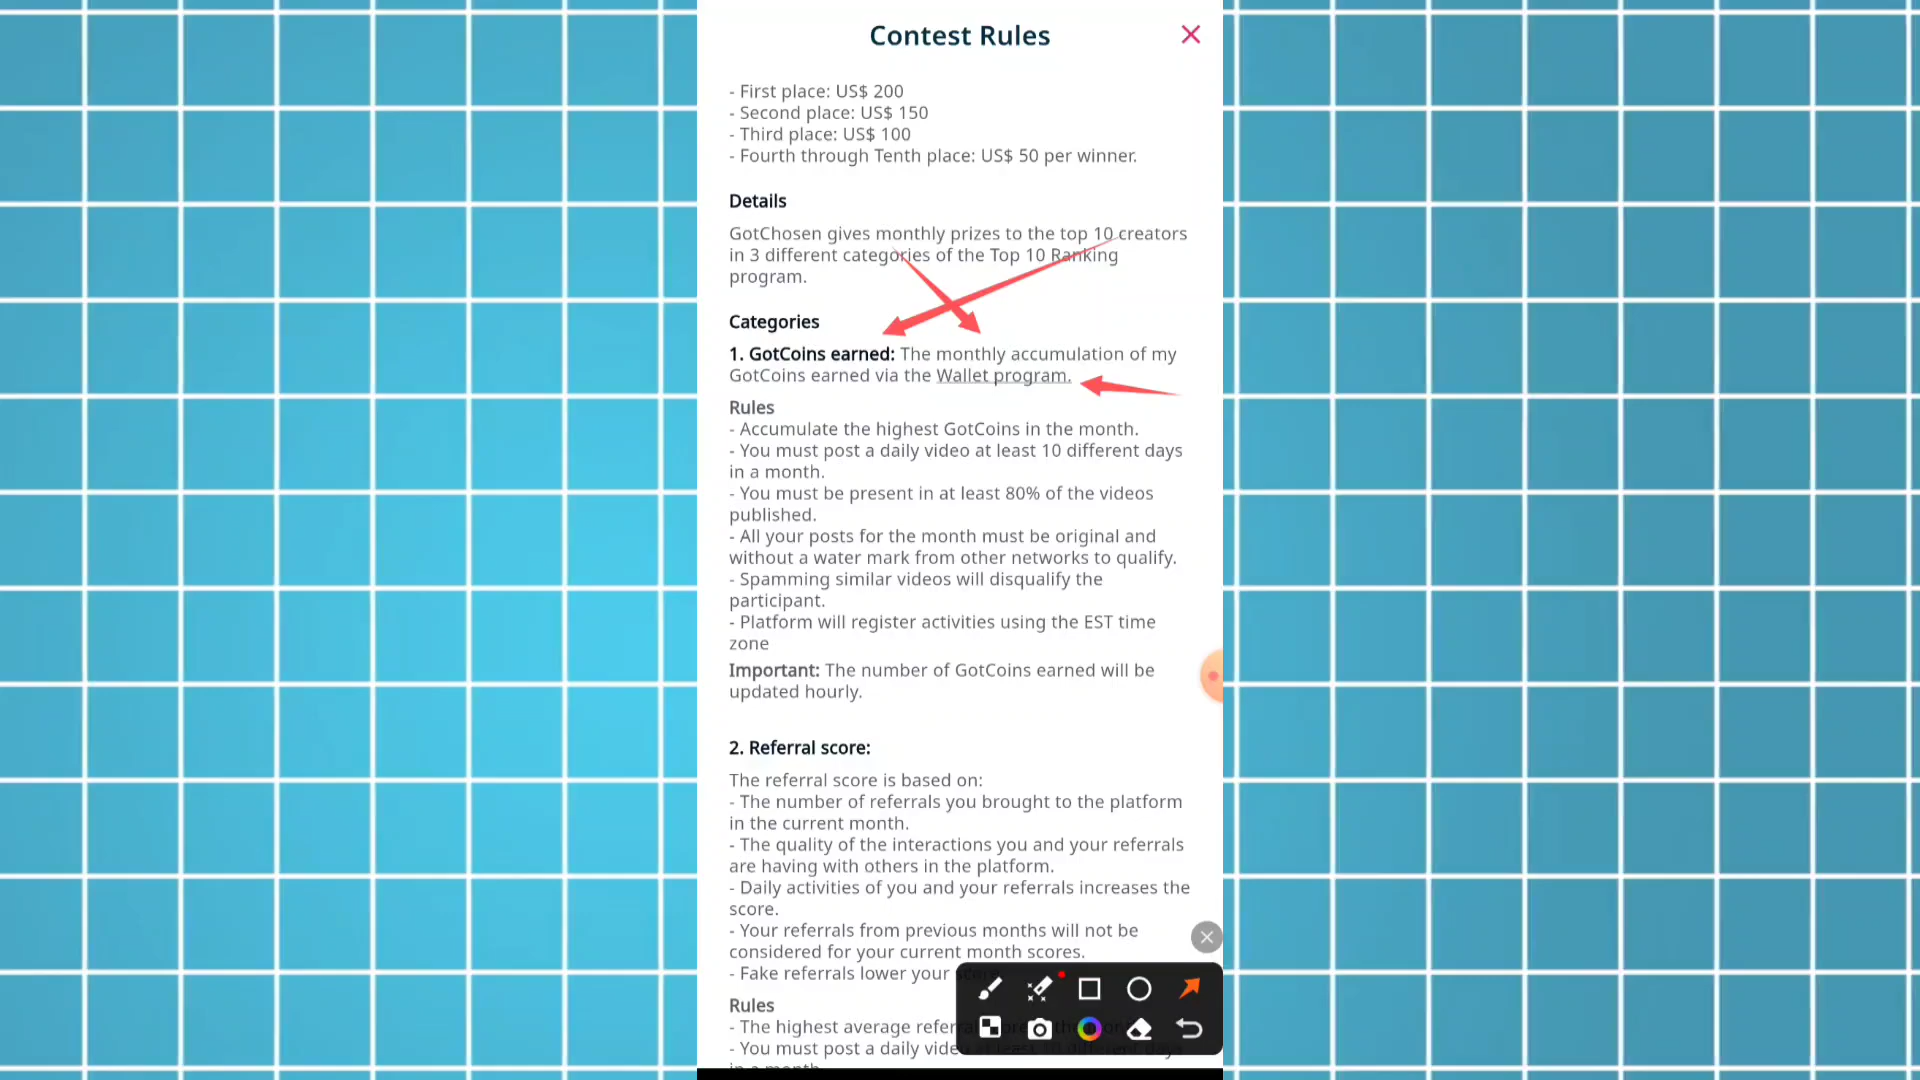 Contest Rules
- First place: US$ 200
- Second place: US$ 150
- Third place: US$ 100
- Fourth through Tenth place: US$ 50 per winner.
Details
GotChosen gives monthly prizes to the top 10 creators
in 3 different categories of the Top 10 Ranking
program.
Categories
1. GotCoins earned: The monthly accumulation of my
GotCoins earned via the Wallet program.
Rules
- Accumulate the highest GotCoins in the month.
- You must post a daily video at least 10 different days
in a month.
- You must be present in at least 80% of the videos
published.
- All your posts for the month must be original and
without a water mark from other networks to qualify.
- Spamming similar videos will disqualify the
participant.
- Platform will register activities using the EST time
zone
Important: The number of GotCoins earned will be
updated hourly.
2. Referral score:
The referral score is based on:
- The number of referrals you brought to the platform
in the current month.
- The quality of the interactions you and your referrals
are having with others in the platform.
- Daily activities of you and your referrals increases the
score.
- Your referrals from previous months will not be
considered for your current month scores.
- Fake referrals lower your
Rules
- The highest average
- You must post a daily